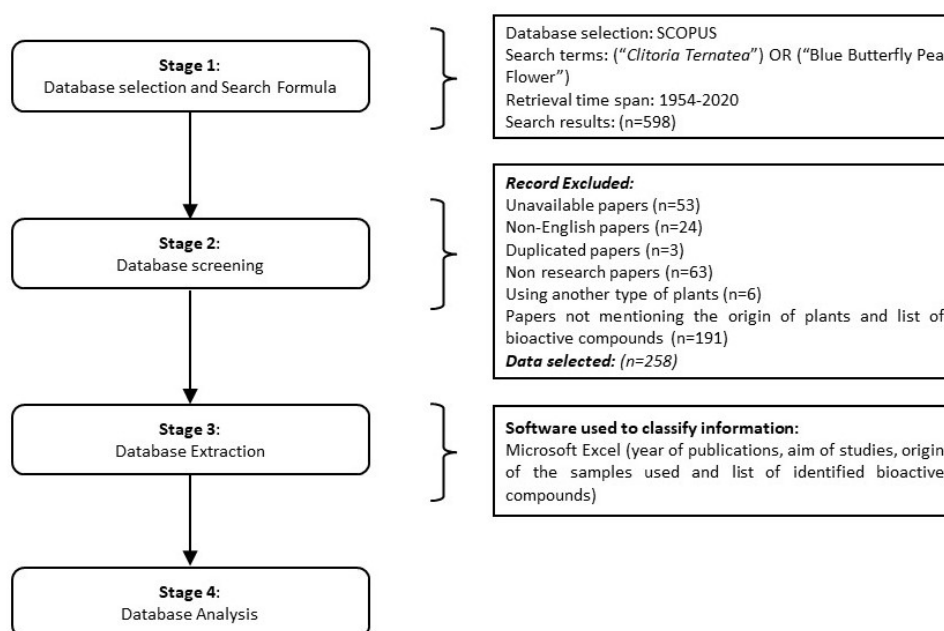 Stage 1:
Database selection and Search Formula
Database selection: SCOPUS
Search terms: (“Clitoria Ternatea”) OR (“Blue Butterfly Pea
Flower”)
Retrieval time span: 1954-2020
Search results: (n=598)
Stage 2:
Database screening
Record Excluded:
Unavailable papers (n=53)
Non-English papers (n=24)
Duplicated papers (n=3)
Non research papers (n=63)
Using another type of plants (n=6)
Papers not mentioning the origin of plants and list of
bioactive compounds (n=191)
Data selected: (n=258)
Stage 3:
Database Extraction
Software used to classify information:
Microsoft Excel (year of publications, aim of studies, origin
of the samples used and list of identified bioactive
compounds)
Stage 4:
Database Analysis